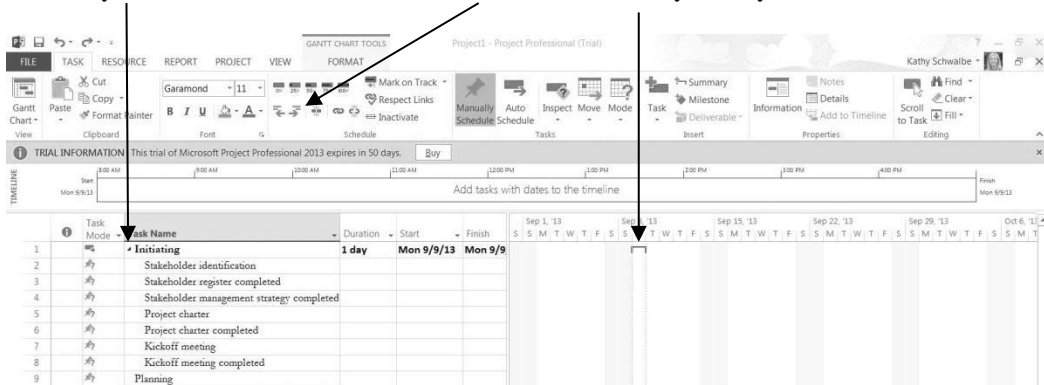 GANTT CHART TOOLS Project1 - Project Professional (Trial)
FILE TASK RESOURCE REPORT PROJECT VIEW FORMAT Kathy Schwalbe
Gantt Chart
View
Paste
Cut
Copy
Format Painter
Clipboard
Garamond 11
B I U A
Font
Mark on Track
Respect Links
Inactivate
Schedule
Manually Schedule
Auto Schedule
Inspect
Move
Mode
Tasks
Task
Summary
Milestone
Deliverable
Insert
Information
Notes
Details
Add to Timeline
Properties
Scroll to Task
Find
Clear
Fill
Editing
TRIAL INFORMATION This trial of Microsoft Project Professional 2013 expires in 50 days. Buy
TIMELINE
8:00 AM 9:00 AM 10:00 AM 11:00 AM 12:00 PM 1:00 PM 2:00 PM 3:00 PM 4:00 PM
Start
Mon 9/9/13
Add tasks with dates to the timeline
Finish
Mon 9/9/13
Task Mode Task Name Duration Start Finish
Sep 1, '13 Sep 8, '13 Sep 15, '13 Sep 22, '13 Sep 29, '13 Oct 6, '13
S S M T W T F S S M T W T F S S M T W T F S S M T W T F S S M T
1 Initiating 1 day Mon 9/9/13 Mon 9/9
2 Stakeholder identification
3 Stakeholder register completed
4 Stakeholder management strategy completed
5 Project charter
6 Project charter completed
7 Kickoff meeting
8 Kickoff meeting completed
9 Planning